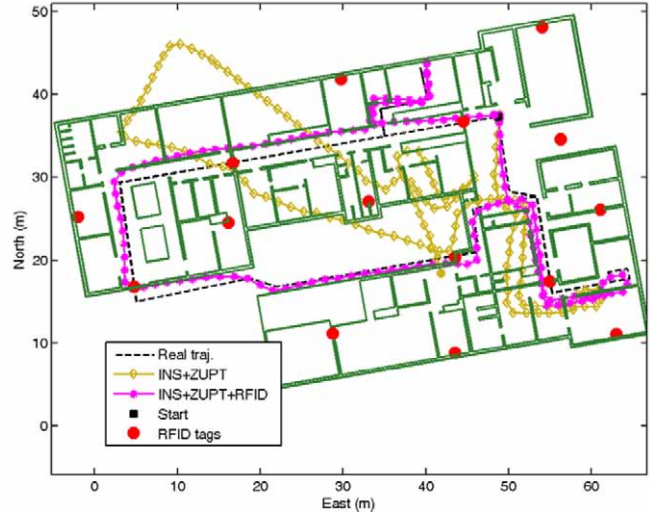 50
40
30
20
10
0
North (m)
Real traj.
INS+ZUPT
INS+ZUPT+RFID
Start
RFID tags
0 10 20 30 40 50 60
East (m)